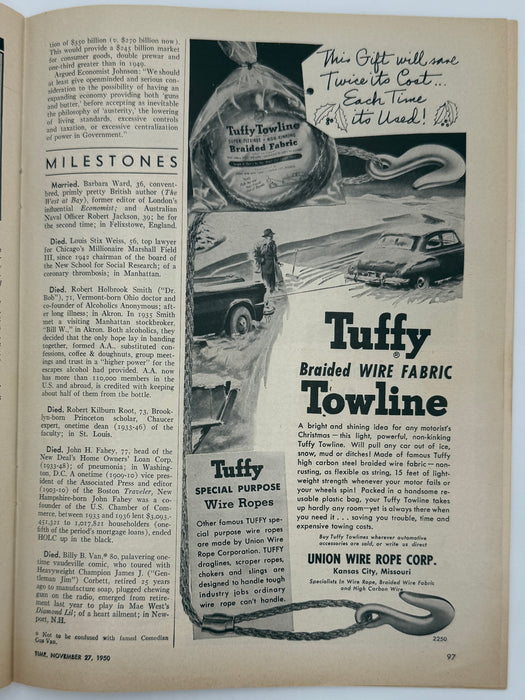 tion of $350 billion (v. $270 billion now).
This would provide a $245 billion market
for consumer goods, double prewar and
one-third greater than in 1949.
Argued Economist Johnson: "We should
at least give openminded and serious con-
sideration to the possibility of having an
expanding economy providing both 'guns
and butter,' before accepting as inevitable
the philosophy of 'austerity,' the lowering
of living standards, excessive controls
and taxation, or excessive centralization
of power in Government."
MILESTONES
Married. Barbara Ward, 36, convent-
bred, primly pretty British author (The
West at Bay), former editor of London's
influential Economist; and Australian
Naval Officer Robert Jackson, 39; he for
the second time; in Felixstowe, England.
Died. Louis Stix Weiss, 56, top lawyer
for Chicago's Millionaire Marshall Field
III, since 1942 chairman of the board of
the New School for Social Research; of a
coronary thrombosis; in Manhattan.
Died. Robert Holbrook Smith ("Dr.
Bob"), 71, Vermont-born Ohio doctor and
co-founder of Alcoholics Anonymous; aft-
er long illness; in Akron. In 1935 Smith
met a visiting Manhattan stockbroker,
"Bill W.," in Akron. Both alcoholics, they
decided that the only hope lay in banding
together, formed A.A., substituted con-
fessions, coffee & doughnuts, group meet-
ings and trust in a "higher power" for the
escapes alcohol had provided. A.A. now
has more than 110,000 members in the
U.S. and abroad, is credited with keeping
about half of them from the bottle.
Died. Robert Kilburn Root, 73, Brook-
lyn-born Princeton scholar, Chaucer
expert, onetime dean (1933-46) of the
faculty; in St. Louis.
Died. John H. Fahey, 77, head of the
New Deal's Home Owners' Loan Corp.
(1933-48); of pneumonia; in Washing-
ton, D.C. A onetime (1909-10) vice pres-
ident of the Associated Press and editor
(1903-10) of the Boston Traveler, New
Hampshire-born John Fahey was a co-
founder of the U.S. Chamber of Com-
merce, between 1933 and 1936 lent $3,093,-
451,321 to 1,017,821 householders (one-
fifth of the period's mortgage loans), ended
HOLC up in the black.
Died. Billy B. Van,* 80, palavering one-
time vaudeville comic, who toured with
Heavyweight Champion James J. ("Gen-
tleman Jim") Corbett, retired 25 years
ago to manufacture soap, plugged chewing
gum on the radio, emerged from retire-
ment last year to play in Mae West's
Diamond Lil; of a heart ailment; in New-
port, N.H.
* Not to be confused with famed Comedian
Gus Van.
TIME, NOVEMBER 27, 1950
This Gift will save
Twice its Cost...
Each Time
its Used!
Tuffy Towline
SUPER-FLEXIBLE • NON-KINKING
Braided Fabric
Tuffy
®
Braided WIRE FABRIC
Towline
A bright and shining idea for any motorist's
Christmas — this light, powerful, non-kinking
Tuffy Towline. Will pull any car out of ice,
snow, mud or ditches! Made of famous Tuffy
high carbon steel braided wire fabric — non-
rusting, as flexible as string, 15 feet of light-
weight strength whenever your motor fails or
your wheels spin! Packed in a handsome re-
usable plastic bag, your Tuffy Towline takes
up hardly any room—yet is always there when
you need it . . . saving you trouble, time and
expensive towing costs.
Buy Tuffy Towlines wherever automotive
accessories are sold, or write us direct
UNION WIRE ROPE CORP.
Kansas City, Missouri
Specialists in Wire Rope, Braided Wire Fabric
and High Carbon Wire
Tuffy
SPECIAL PURPOSE
Wire Ropes
Other famous TUFFY spe-
cial purpose wire ropes
are made by Union Wire
Rope Corporation. TUFFY
draglines, scraper ropes,
chokers and slings are
designed to handle tough
industry jobs ordinary
wire rope can't handle.
2250
97